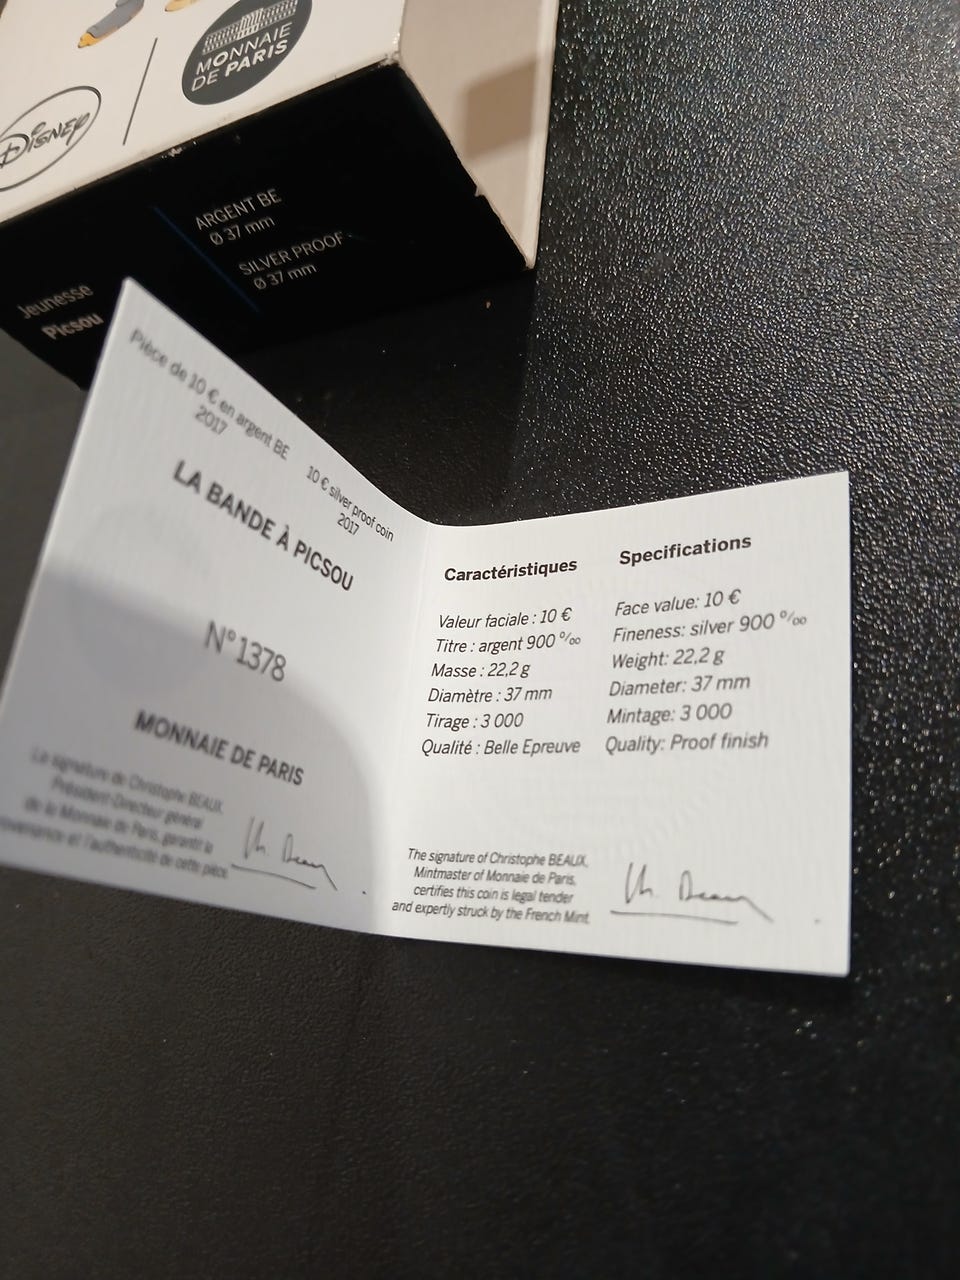 MONNAIE
DE PARIS
Disney
ARGENT BE
Ø 37 mm
SILVER PROOF
Ø 37 mm
Jeunesse
Picsou
Pièce de 10 € en argent BE
2017
10 € silver proof coin
2017
LA BANDE À PICSOU
N°1378
MONNAIE DE PARIS
La signature de Christophe BEAUX,
Président-Directeur général
de la Monnaie de Paris, garantit la
provenance et l'authenticité de cette pièce
Caractéristiques
Valeur faciale : 10 €
Titre : argent 900 ‰
Masse : 22,2 g
Diamètre : 37 mm
Tirage : 3 000
Qualité : Belle Epreuve
Specifications
Face value: 10 €
Fineness: silver 900 ‰
Weight: 22,2 g
Diameter: 37 mm
Mintage: 3 000
Quality: Proof finish
The signature of Christophe BEAUX,
Mintmaster of Monnaie de Paris,
certifies this coin is legal tender
and expertly struck by the French Mint.